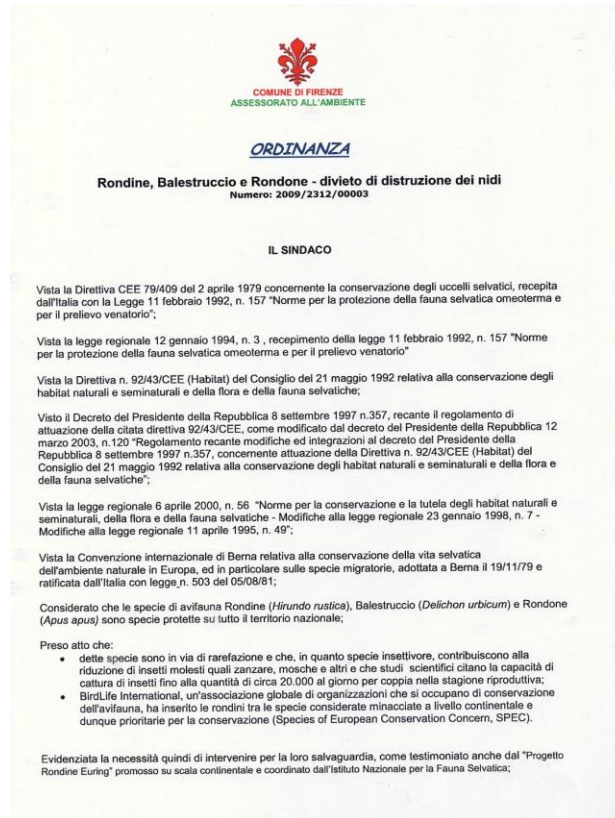 COMUNE DI FIRENZE
ASSESSORATO ALL'AMBIENTE
ORDINANZA
Rondine, Balestruccio e Rondone - divieto di distruzione dei nidi
Numero: 2009/2312/00003
IL SINDACO
Vista la Direttiva CEE 79/409 del 2 aprile 1979 concernente la conservazione degli uccelli selvatici, recepita
dall'Italia con la Legge 11 febbraio 1992, n. 157 "Norme per la protezione della fauna selvatica omeoterma e
per il prelievo venatorio";
Vista la legge regionale 12 gennaio 1994, n. 3 , recepimento della legge 11 febbraio 1992, n. 157 "Norme
per la protezione della fauna selvatica omeoterma e per il prelievo venatorio"
Vista la Direttiva n. 92/43/CEE (Habitat) del Consiglio del 21 maggio 1992 relativa alla conservazione degli
habitat naturali e seminaturali e della flora e della fauna selvatiche;
Visto il Decreto del Presidente della Repubblica 8 settembre 1997 n.357, recante il regolamento di
attuazione della citata direttiva 92/43/CEE, come modificato dal decreto del Presidente della Repubblica 12
marzo 2003, n.120 "Regolamento recante modifiche ed integrazioni al decreto del Presidente della
Repubblica 8 settembre 1997 n.357, concernente attuazione della Direttiva n. 92/43/CEE (Habitat) del
Consiglio del 21 maggio 1992 relativa alla conservazione degli habitat naturali e seminaturali e della flora e
della fauna selvatiche";
Vista la legge regionale 6 aprile 2000, n. 56 "Norme per la conservazione e la tutela degli habitat naturali e
seminaturali, della flora e della fauna selvatiche - Modifiche alla legge regionale 23 gennaio 1998, n. 7 -
Modifiche alla legge regionale 11 aprile 1995, n. 49";
Vista la Convenzione internazionale di Berna relativa alla conservazione della vita selvatica
dell'ambiente naturale in Europa, ed in particolare sulle specie migratorie, adottata a Berna il 19/11/79 e
ratificata dall'Italia con legge n. 503 del 05/08/81;
Considerato che le specie di avifauna Rondine (Hirundo rustica), Balestruccio (Delichon urbicum) e Rondone
(Apus apus) sono specie protette su tutto il territorio nazionale;
Preso atto che:
• dette specie sono in via di rarefazione e che, in quanto specie insettivore, contribuiscono alla
riduzione di insetti molesti quali zanzare, mosche e altri e che studi scientifici citano la capacità di
cattura di insetti fino alla quantità di circa 20.000 al giorno per coppia nella stagione riproduttiva;
• BirdLife International, un'associazione globale di organizzazioni che si occupano di conservazione
dell'avifauna, ha inserito le rondini tra le specie considerate minacciate a livello continentale e
dunque prioritarie per la conservazione (Species of European Conservation Concern, SPEC).
Evidenziata la necessità quindi di intervenire per la loro salvaguardia, come testimoniato anche dal "Progetto
Rondine Euring" promosso su scala continentale e coordinato dall'Istituto Nazionale per la Fauna Selvatica;